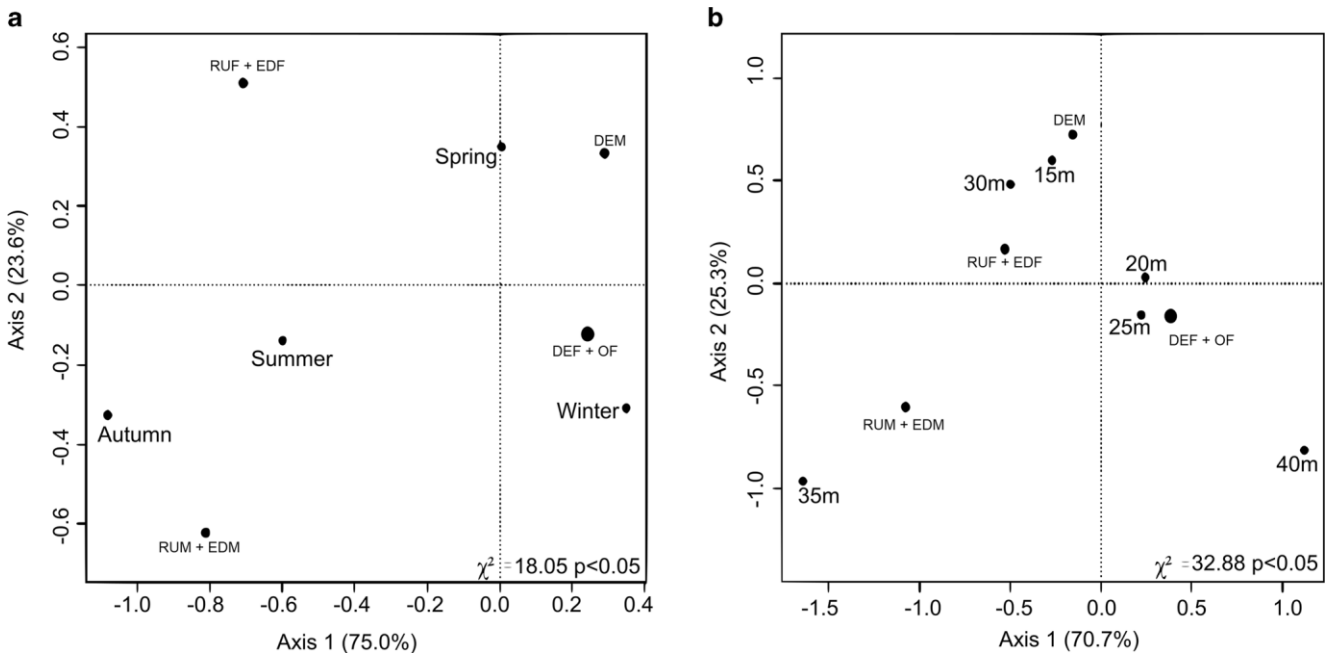 a
0.6
0.4
0.2
0.0
-0.2
-0.4
-0.6
Axis 2 (23.6%)
RUF + EDF
Spring
DEM
Summer
DEF + OF
Winter
Autumn
RUM + EDM
χ² =18.05 p<0.05
-1.0 -0.8 -0.6 -0.4 -0.2 0.0 0.2 0.4
Axis 1 (75.0%)
b
1.0
0.5
0.0
-0.5
-1.0
Axis 2 (25.3%)
DEM
15m
30m
RUF + EDF
20m
25m
DEF + OF
RUM + EDM
40m
35m
χ² =32.88 p<0.05
-1.5 -1.0 -0.5 0.0 0.5 1.0
Axis 1 (70.7%)